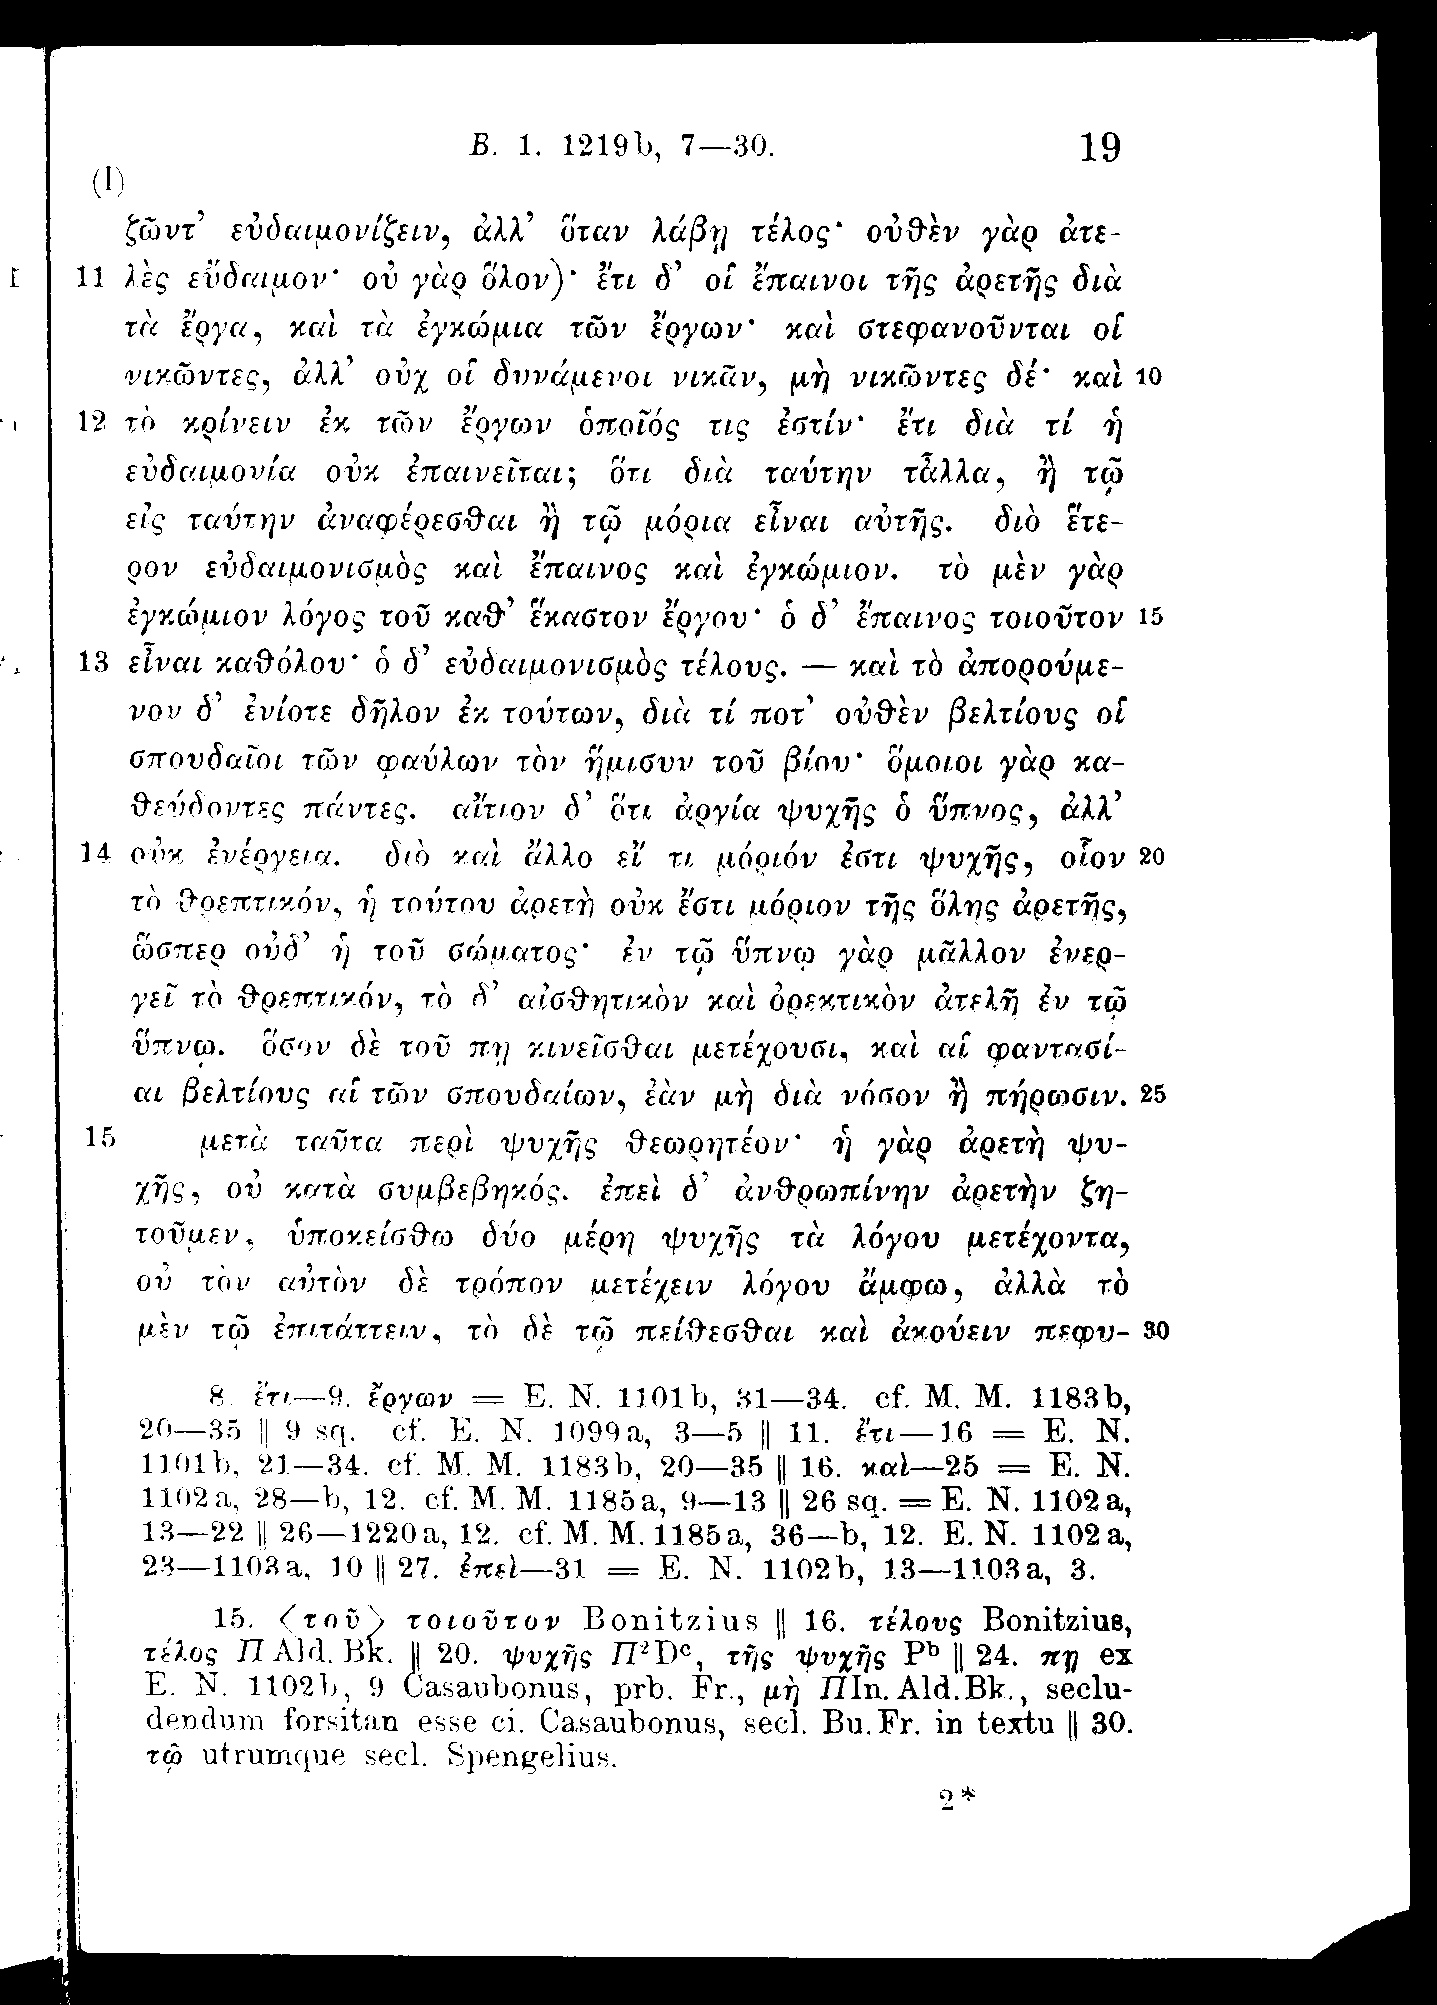 B. 1. 1219b, 7—30. 19
(I)
ζῶντ’ εὐδαιμονίζειν, ἀλλ’ ὅταν λάβῃ τέλος· οὐθὲν γὰρ ἀτε-
11 λὲς εὔδαιμον· οὐ γὰρ ὅλον)· ἔτι δ’ οἱ ἔπαινοι τῆς ἀρετῆς διὰ
τὰ ἔργα, καὶ τὰ ἐγκώμια τῶν ἔργων· καὶ στεφανοῦνται οἱ
νικῶντες, ἀλλ’ οὐχ οἱ δυνάμενοι νικᾶν, μὴ νικῶντες δέ· καὶ 10
12 τὸ κρίνειν ἐκ τῶν ἔργων ὁποῖός τις ἐστίν· ἔτι διὰ τί ἡ
εὐδαιμονία οὐκ ἐπαινεῖται; ὅτι διὰ ταύτην τἆλλα, ἢ τῷ
εἰς ταύτην ἀναφέρεσθαι ἢ τῷ μόρια εἶναι αὐτῆς. διὸ ἕτε-
ρον εὐδαιμονισμὸς καὶ ἔπαινος καὶ ἐγκώμιον. τὸ μὲν γὰρ
ἐγκώμιον λόγος τοῦ καθ’ ἕκαστον ἔργου· ὁ δ’ ἔπαινος τοιοῦτον 15
13 εἶναι καθόλου· ὁ δ’ εὐδαιμονισμὸς τέλους. — καὶ τὸ ἀπορούμε-
νον δ’ ἐνίοτε δῆλον ἐκ τούτων, διὰ τί ποτ’ οὐθὲν βελτίους οἱ
σπουδαῖοι τῶν φαύλων τὸν ἥμισυν τοῦ βίου· ὅμοιοι γὰρ κα-
θεύδοντες πάντες. αἴτιον δ’ ὅτι ἀργία ψυχῆς ὁ ὕπνος, ἀλλ’
14 οὐκ ἐνέργεια. διὸ καὶ ἄλλο εἴ τι μόριόν ἐστι ψυχῆς, οἷον 20
τὸ θρεπτικόν, ἡ τούτου ἀρετὴ οὐκ ἔστι μόριον τῆς ὅλης ἀρετῆς,
ὥσπερ οὐδ’ ἡ τοῦ σώματος· ἐν τῷ ὕπνῳ γὰρ μᾶλλον ἐνερ-
γεῖ τὸ θρεπτικόν, τὸ δ’ αἰσθητικὸν καὶ ὀρεκτικὸν ἀτελῆ ἐν τῷ
ὕπνῳ. ὅσον δὲ τοῦ πῃ κινεῖσθαι μετέχουσι, καὶ αἱ φαντασί-
αι βελτίους αἱ τῶν σπουδαίων, ἐὰν μὴ διὰ νόσον ἢ πήρωσιν. 25
15 μετὰ ταῦτα περὶ ψυχῆς θεωρητέον· ἡ γὰρ ἀρετὴ ψυ-
χῆς, οὐ κατὰ συμβεβηκός. ἐπεὶ δ’ ἀνθρωπίνην ἀρετὴν ζη-
τοῦμεν, ὑποκείσθω δύο μέρη ψυχῆς τὰ λόγου μετέχοντα,
οὐ τὸν αὐτὸν δὲ τρόπον μετέχειν λόγου ἄμφω, ἀλλὰ τὸ
μὲν τῷ ἐπιτάττειν, τὸ δὲ τῷ πείθεσθαι καὶ ἀκούειν πεφυ- 30
8. ἔτι—9. ἔργων = E. N. 1101b, 31—34. cf. M. M. 1183b,
20—35 || 9 sq. cf. E. N. 1099a, 3—5 || 11. ἔτι—16 = E. N.
1101b, 21—34. cf. M. M. 1183b, 20—35 || 16. καὶ—25 = E. N.
1102a, 28—b, 12. cf. M. M. 1185a, 9—13 || 26 sq. = E. N. 1102a,
13—22 || 26—1220a, 12. cf. M. M. 1185a, 36—b, 12. E. N. 1102a,
23—1103a, 10 || 27. ἐπεὶ—31 = E. N. 1102b, 13—1103a, 3.
15. ⟨τοῦ⟩ τοιοῦτον Bonitzius || 16. τέλους Bonitzius,
τέλος Π Ald. Bk. || 20. ψυχῆς Π²Dᶜ, τῆς ψυχῆς Pᵇ || 24. πῃ ex
E. N. 1102b, 9 Casaubonus, prb. Fr., μὴ ΠIn. Ald. Bk., seclu-
dendum forsitan esse ci. Casaubonus, secl. Bu. Fr. in textu || 30.
τῷ utrumque secl. Spengelius.
2*